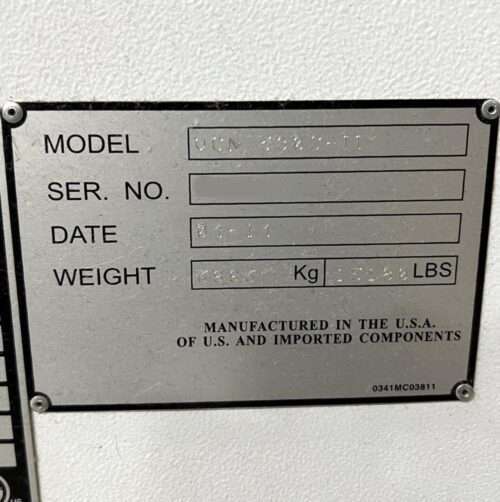 MODEL
SER. NO.
DATE
WEIGHT Kg LBS
MANUFACTURED IN THE U.S.A.
OF U.S. AND IMPORTED COMPONENTS
0341MC03811